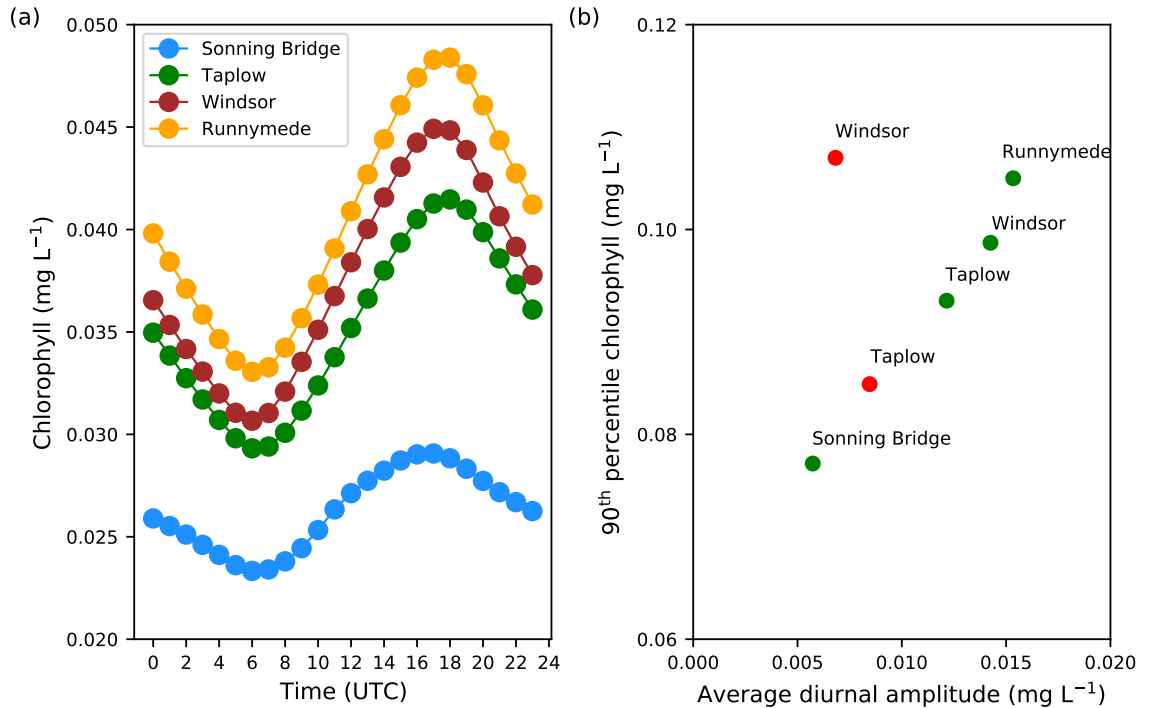 (a)
0.050
0.045
0.040
0.035
0.030
0.025
0.020
Chlorophyll (mg L⁻¹)
Sonning Bridge
Taplow
Windsor
Runnymede
0 2 4 6 8 10 12 14 16 18 20 22 24
Time (UTC)
(b)
0.12
0.10
0.08
0.06
90ᵗʰ percentile chlorophyll (mg L⁻¹)
Windsor
Runnymede
Windsor
Taplow
Taplow
Sonning Bridge
0.000 0.005 0.010 0.015 0.020
Average diurnal amplitude (mg L⁻¹)